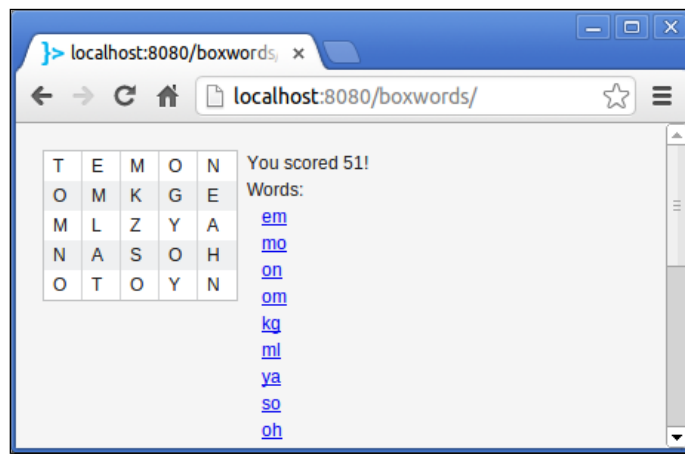 localhost:8080/boxwords/
localhost:8080/boxwords/
T E M O N
O M K G E
M L Z Y A
N A S O H
O T O Y N
You scored 51!
Words:
em
mo
on
om
kg
ml
ya
so
oh